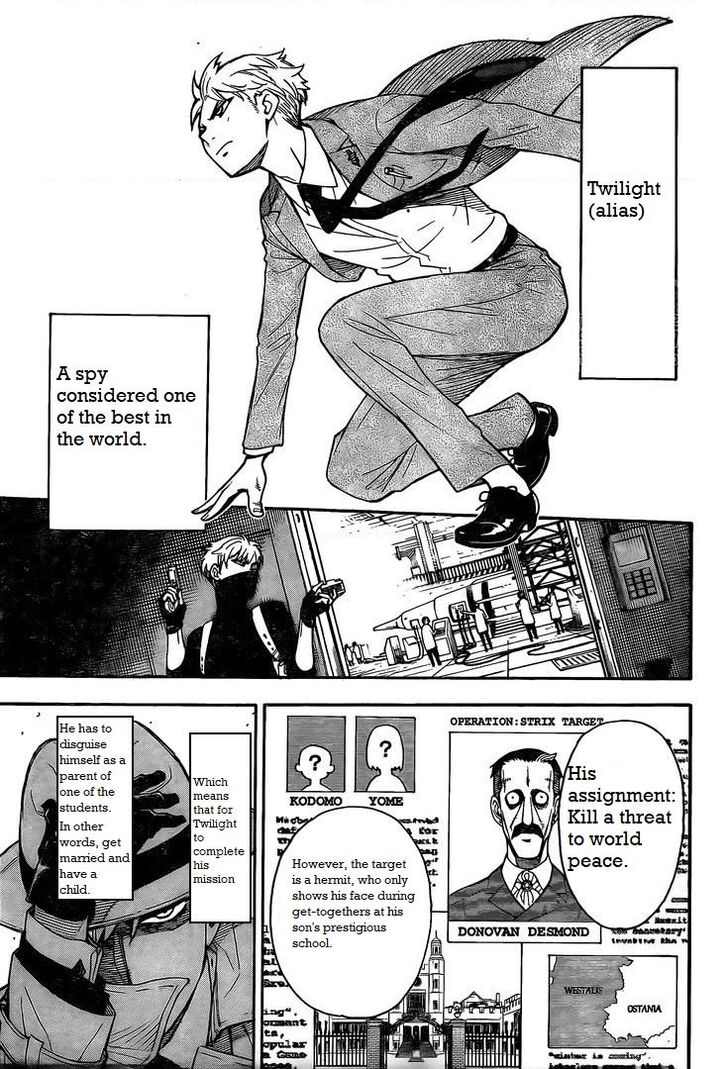 Twilight
(alias)
A spy
considered one
of the best in
the world.
OPERATION:STRIX TARGET
?
?
KODOMO
YOME
His
assignment:
Kill a threat
to world
peace.
DONOVAN DESMOND
However, the target
is a hermit, who only
shows his face during
get-togethers at his
son's prestigious
school.
WESTALIS
OSTANIA
"winter is coming".
Which
means that for
Twilight
to
complete
his
mission
He has to
disguise
himself as a
parent of
one of the
students.
In other
words, get
married and
have a
child.